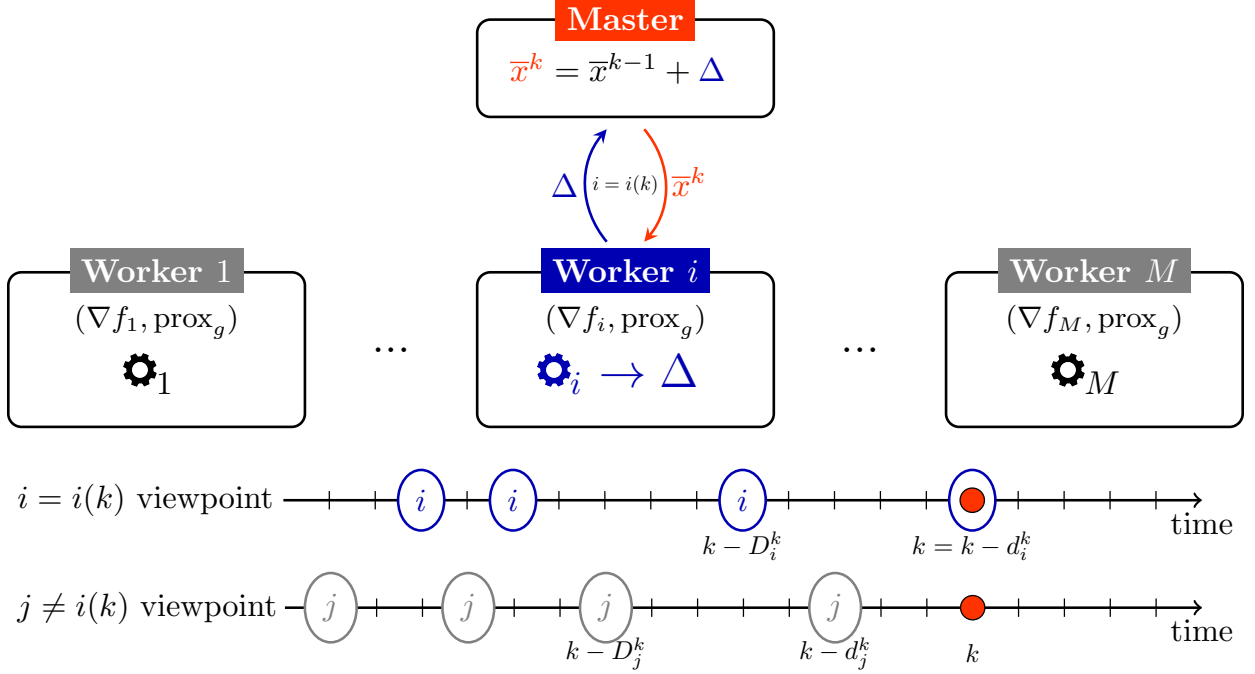 Master
x̅ᵏ = x̅ᵏ⁻¹ + Δ
Δ i = i(k) x̅ᵏ
Worker 1 Worker i Worker M
(∇f₁, prox_g) (∇f_i, prox_g) (∇f_M, prox_g)
... ...
1 i → Δ M
i = i(k) viewpoint i i i
time
k − D_i^k k = k − d_i^k
j ≠ i(k) viewpoint j j j j
time
k − D_j^k k − d_j^k k